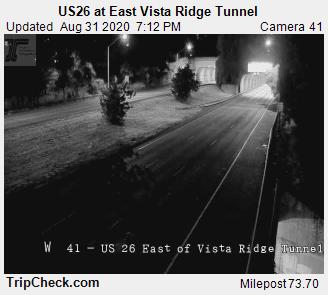 US26 at East Vista Ridge Tunnel
Updated Aug 31 2020 7:12 PM Camera 41
W 41 - US 26 East of Vista Ridge Tunnel
TripCheck.com Milepost 73.70